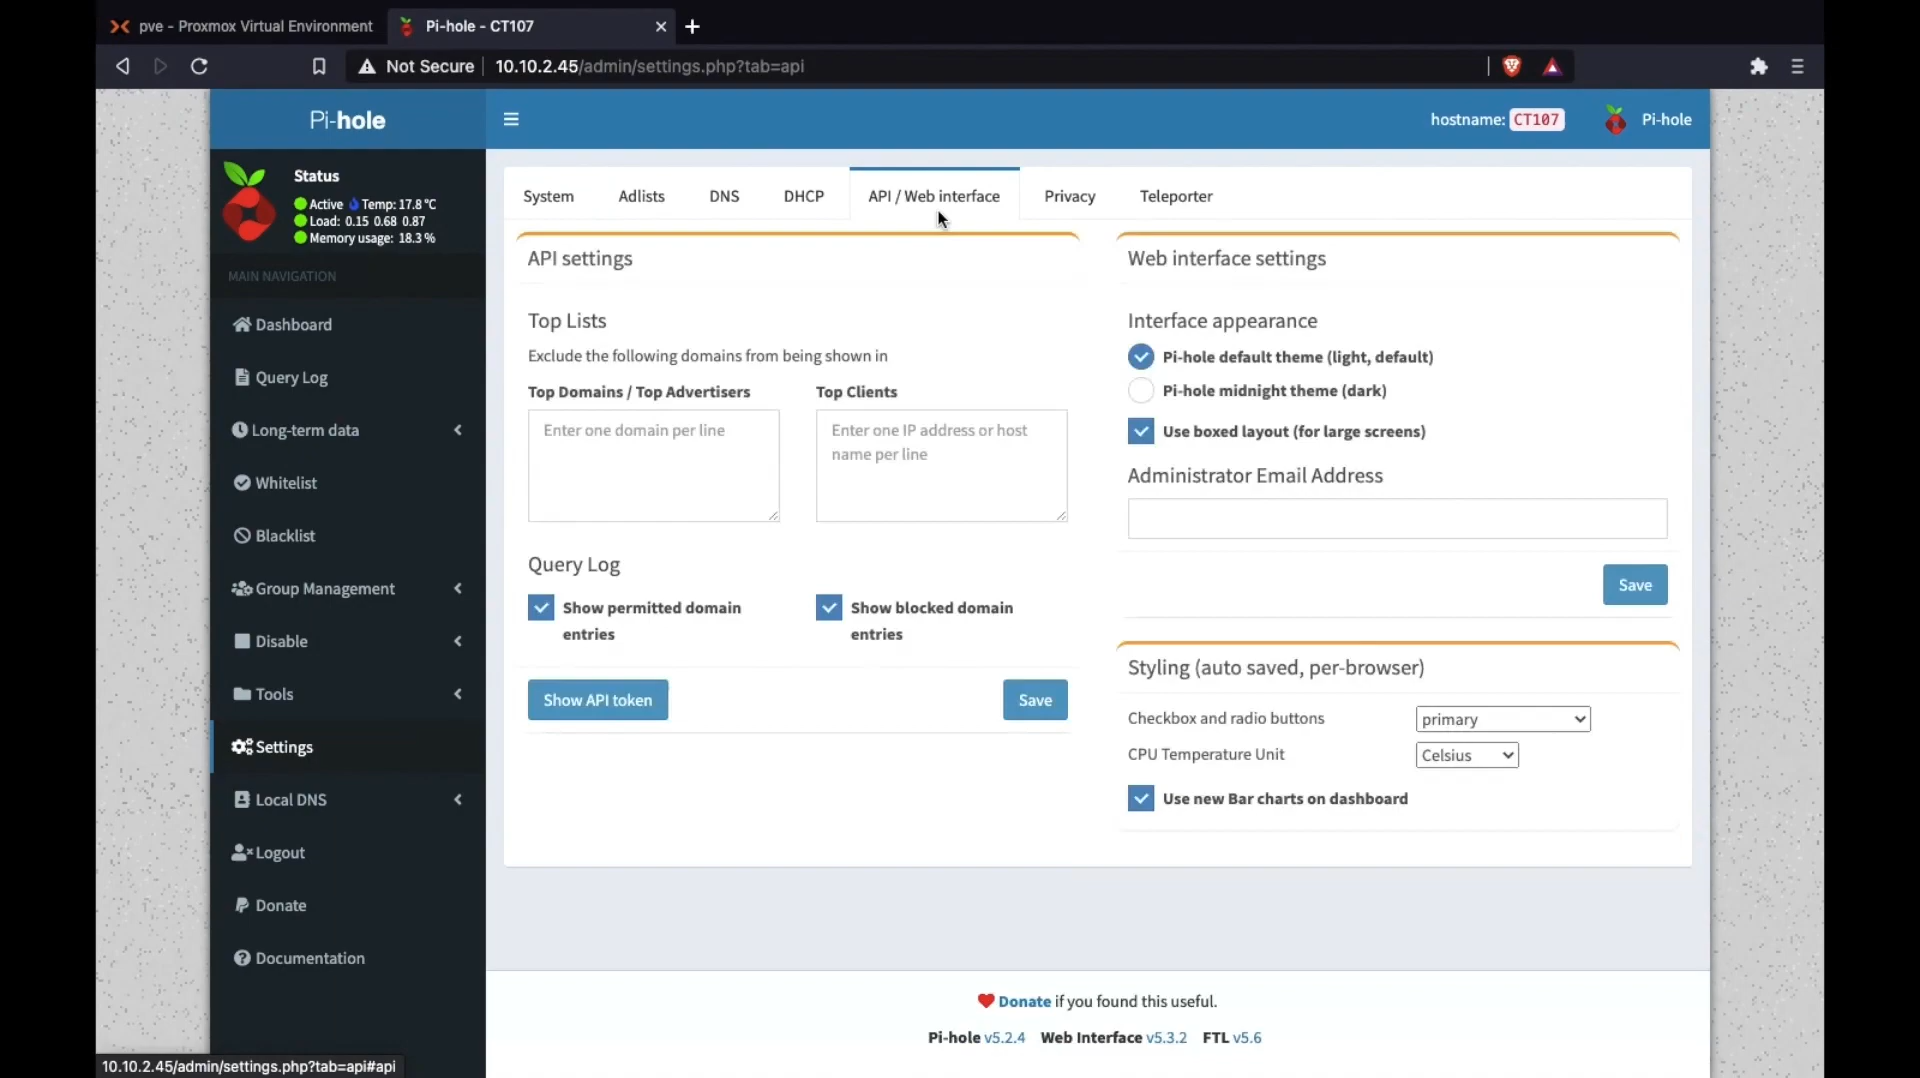 pve - Proxmox Virtual Environment
Pi-hole - CT107
Not Secure
10.10.2.45/admin/settings.php?tab=api
Pi-hole
hostname: CT107
Pi-hole
Status
Active Temp: 17.8 °C
Load: 0.15 0.68 0.87
Memory usage: 18.3 %
MAIN NAVIGATION
Dashboard
Query Log
Long-term data
Whitelist
Blacklist
Group Management
Disable
Tools
Settings
Local DNS
Logout
Donate
Documentation
System
Adlists
DNS
DHCP
API / Web interface
Privacy
Teleporter
API settings
Top Lists
Exclude the following domains from being shown in
Top Domains / Top Advertisers
Enter one domain per line
Top Clients
Enter one IP address or host
name per line
Query Log
Show permitted domain
entries
Show blocked domain
entries
Show API token
Save
Web interface settings
Interface appearance
Pi-hole default theme (light, default)
Pi-hole midnight theme (dark)
Use boxed layout (for large screens)
Administrator Email Address
Save
Styling (auto saved, per-browser)
Checkbox and radio buttons
primary
CPU Temperature Unit
Celsius
Use new Bar charts on dashboard
Donate if you found this useful.
Pi-hole v5.2.4 Web Interface v5.3.2 FTL v5.6
10.10.2.45/admin/settings.php?tab=api#api